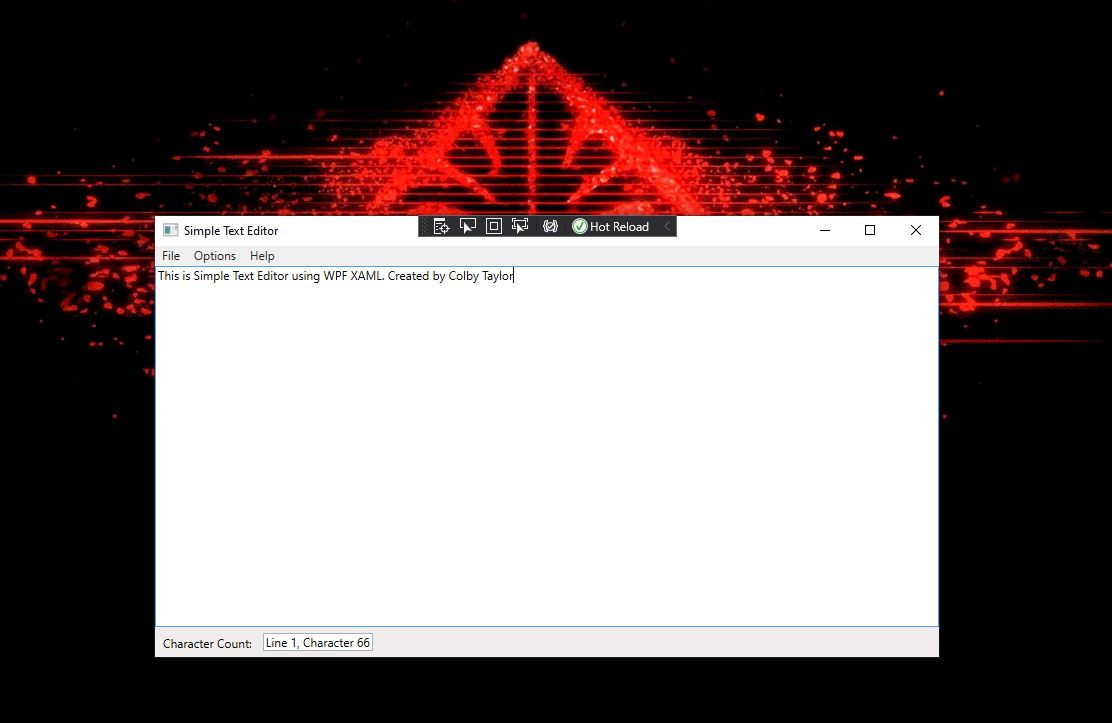 Simple Text Editor
Hot Reload
File Options Help
This is Simple Text Editor using WPF XAML. Created by Colby Taylor
Character Count: Line 1, Character 66